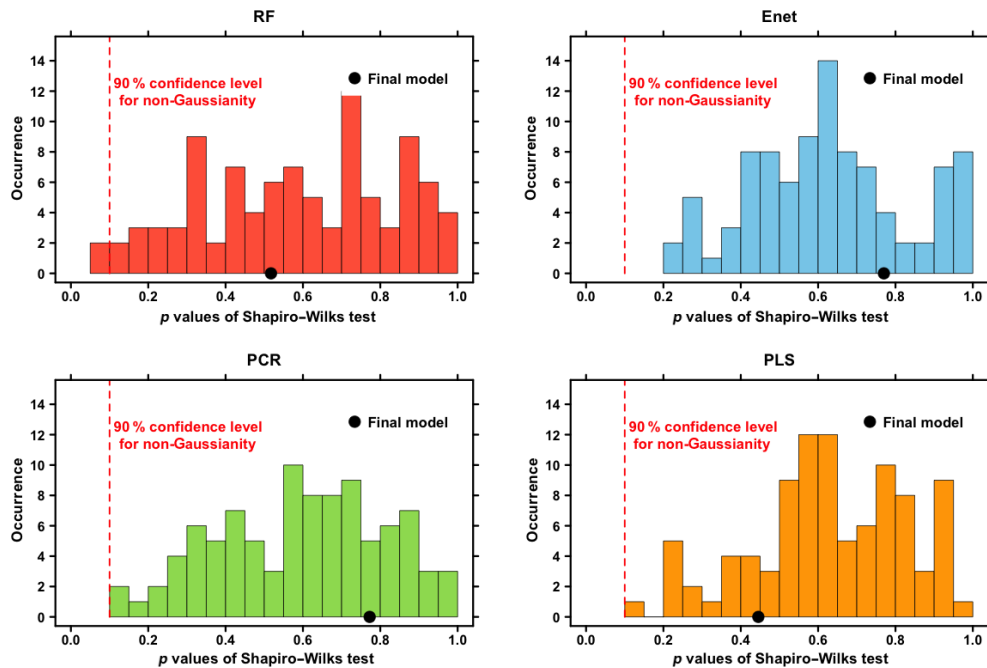 RF
14
12
10
8
6
4
2
0
Occurrence
90 % confidence level
for non-Gaussianity
Final model
0.0 0.2 0.4 0.6 0.8 1.0
p values of Shapiro–Wilks test
Enet
14
12
10
8
6
4
2
0
Occurrence
90 % confidence level
for non-Gaussianity
Final model
0.0 0.2 0.4 0.6 0.8 1.0
p values of Shapiro–Wilks test
PCR
14
12
10
8
6
4
2
0
Occurrence
90 % confidence level
for non-Gaussianity
Final model
0.0 0.2 0.4 0.6 0.8 1.0
p values of Shapiro–Wilks test
PLS
14
12
10
8
6
4
2
0
Occurrence
90 % confidence level
for non-Gaussianity
Final model
0.0 0.2 0.4 0.6 0.8 1.0
p values of Shapiro–Wilks test